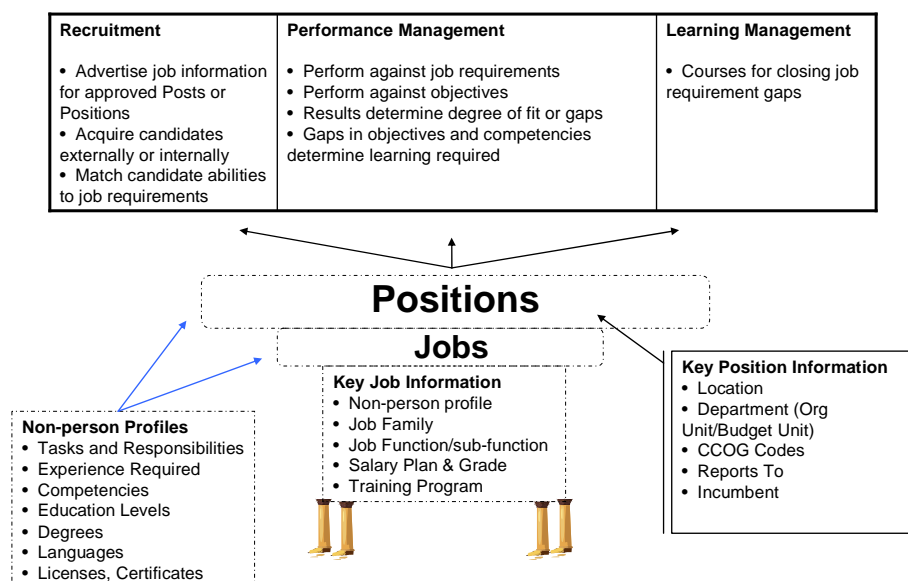 Recruitment
• Advertise job information
for approved Posts or
Positions
• Acquire candidates
externally or internally
• Match candidate abilities
to job requirements
Performance Management
• Perform against job requirements
• Perform against objectives
• Results determine degree of fit or gaps
• Gaps in objectives and competencies
determine learning required
Learning Management
• Courses for closing job
requirement gaps
Positions
Jobs
Key Job Information
• Non-person profile
• Job Family
• Job Function/sub-function
• Salary Plan & Grade
• Training Program
Key Position Information
• Location
• Department (Org
Unit/Budget Unit)
• CCOG Codes
• Reports To
• Incumbent
Non-person Profiles
• Tasks and Responsibilities
• Experience Required
• Competencies
• Education Levels
• Degrees
• Languages
• Licenses, Certificates